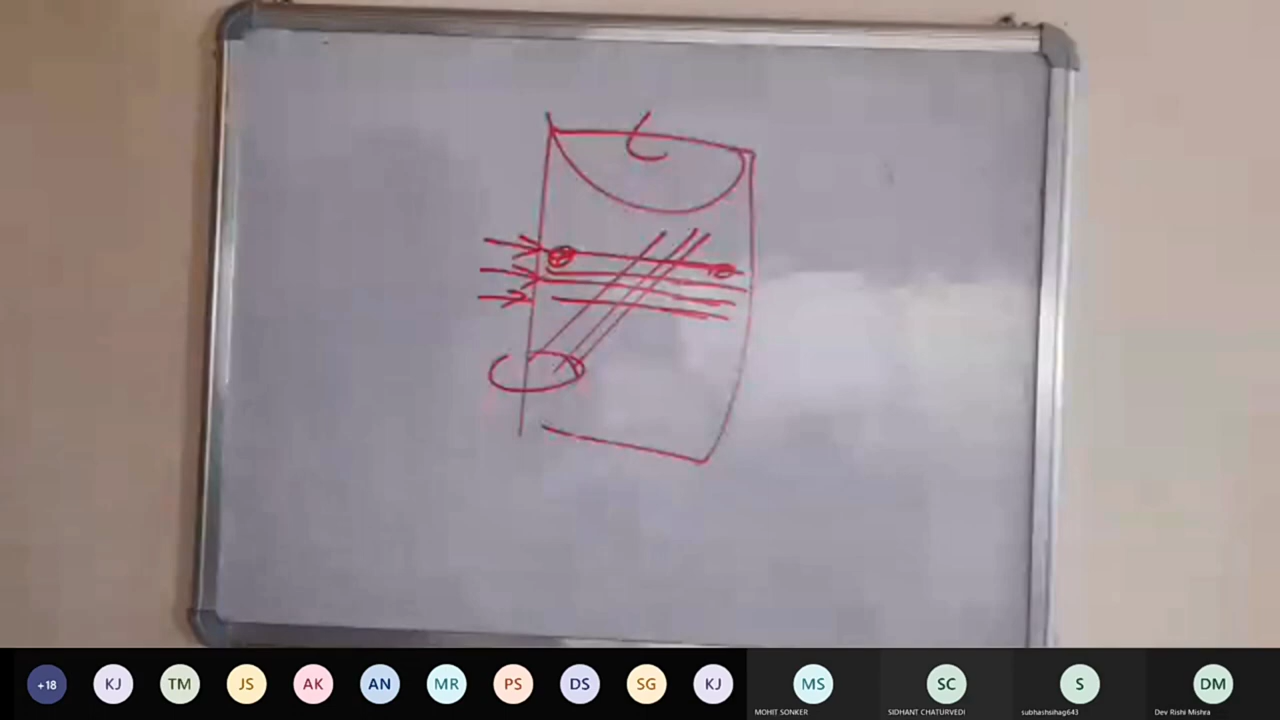 +18
KJ
TM
JS
AK
AN
MR
PS
DS
SG
KJ
MS
SC
S
DM
MOHIT SONKER
SIDHANT CHATURVEDI
subhashsihag643
Dev Rishi Mishra